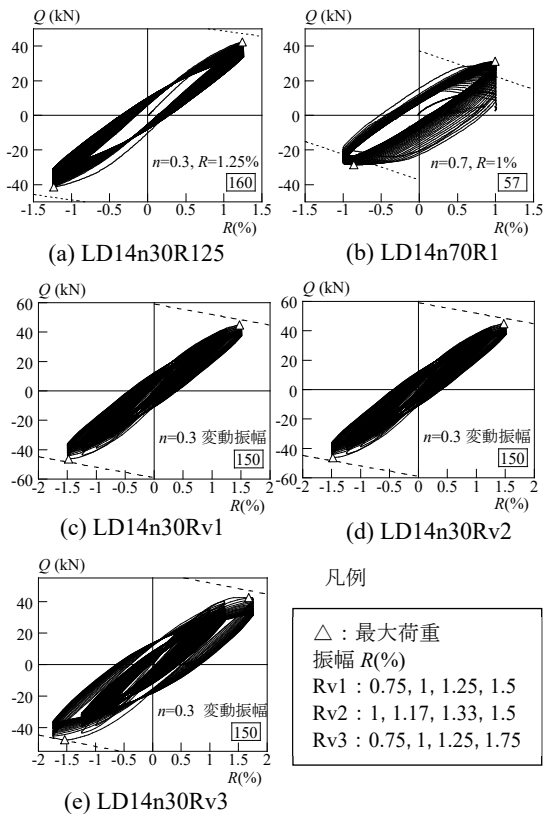 Q (kN)
40
20
0
-20
-40
n=0.3, R=1.25%
160
-1.5 -1 -0.5 0 0.5 1 1.5
R(%)
(a) LD14n30R125
Q (kN)
40
20
0
-20
-40
n=0.7, R=1%
57
-1.5 -1 -0.5 0 0.5 1 1.5
R(%)
(b) LD14n70R1
Q (kN)
60
40
20
0
-20
-40
-60
n=0.3 変動振幅
150
-2 -1.5 -1 -0.5 0 0.5 1 1.5 2
R(%)
(c) LD14n30Rv1
Q (kN)
60
40
20
0
-20
-40
-60
n=0.3 変動振幅
150
-2 -1.5 -1 -0.5 0 0.5 1 1.5 2
R(%)
(d) LD14n30Rv2
Q (kN)
40
20
0
-20
-40
n=0.3 変動振幅
150
-2 -1.5 -1 -0.5 0 0.5 1 1.5 2
R(%)
(e) LD14n30Rv3
凡例
△：最大荷重
振幅 R(%)
Rv1：0.75, 1, 1.25, 1.5
Rv2：1, 1.17, 1.33, 1.5
Rv3：0.75, 1, 1.25, 1.75